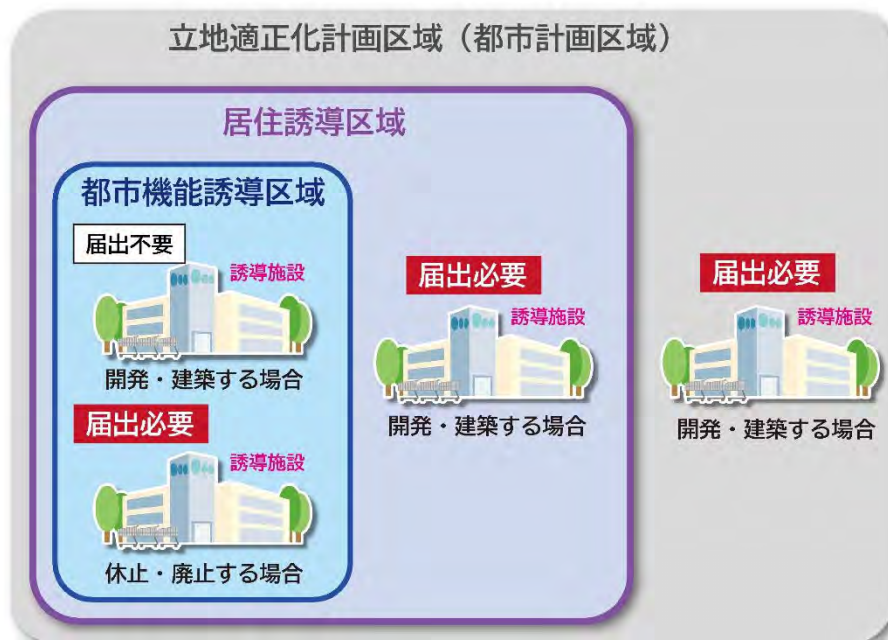 立地適正化計画区域（都市計画区域）
居住誘導区域
都市機能誘導区域
届出不要
誘導施設
開発・建築する場合
届出必要
誘導施設
休止・廃止する場合
届出必要
誘導施設
開発・建築する場合
届出必要
誘導施設
開発・建築する場合